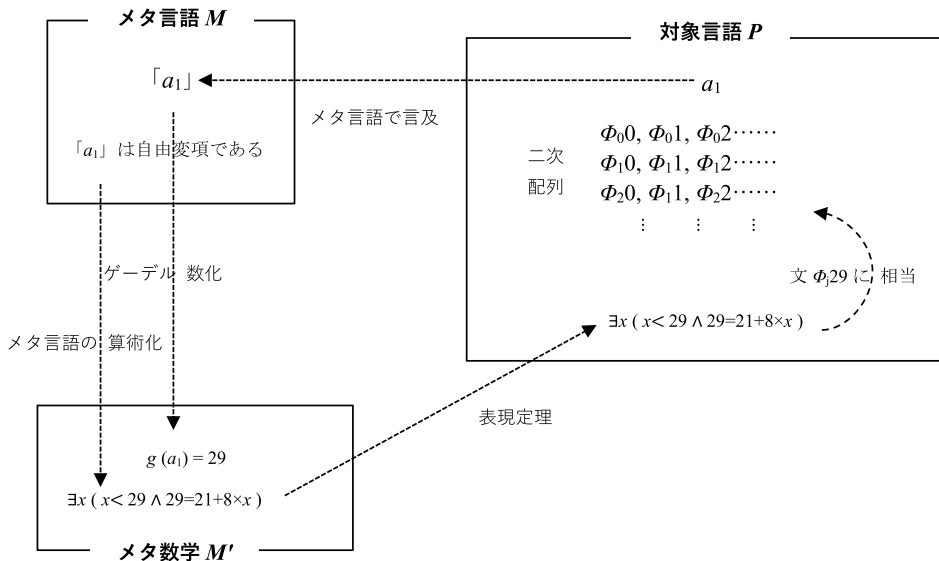 メタ言語 M
対象言語 P
「a₁」
a₁
メタ言語で言及
「a₁」は自由変項である
二次
配列
Φ₀0, Φ₀1, Φ₀2……
Φ₁0, Φ₁1, Φ₁2……
Φ₂0, Φ₁1, Φ₂2……
⋮ ⋮ ⋮
ゲーデル 数化
文 Φⱼ29 に 相当
メタ言語の 算術化
∃x ( x< 29 ∧ 29=21+8×x )
表現定理
g (a₁) = 29
∃x ( x< 29 ∧ 29=21+8×x )
メタ数学 M′